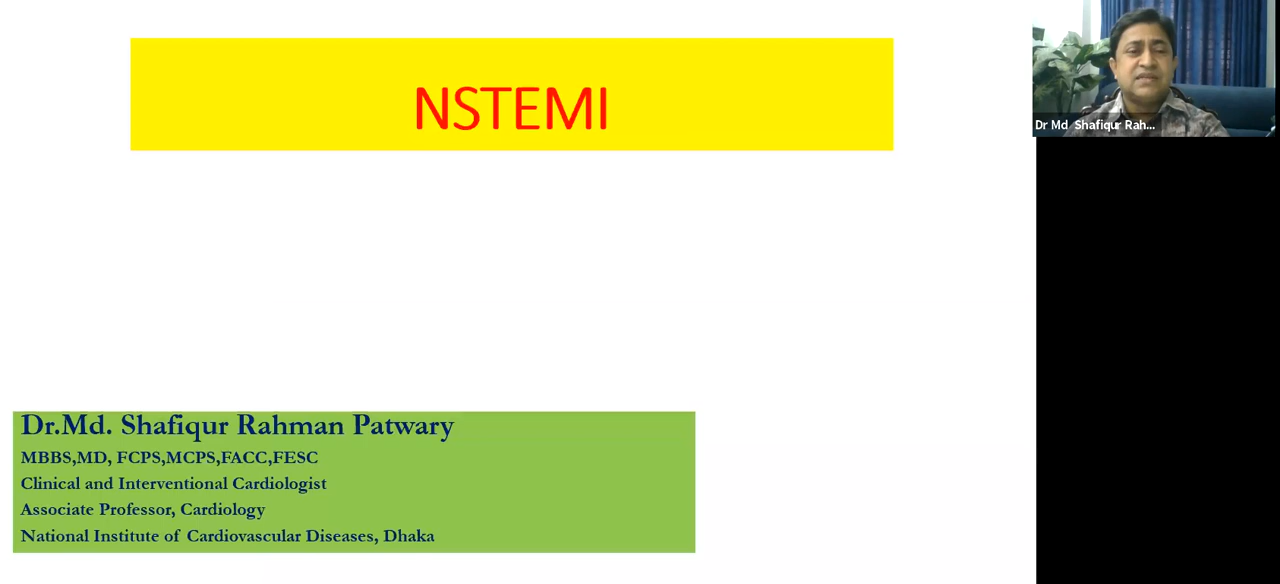 NSTEMI
Dr Md Shafiqur Rah...
Dr.Md. Shafiqur Rahman Patwary
MBBS,MD, FCPS,MCPS,FACC,FESC
Clinical and Interventional Cardiologist
Associate Professor, Cardiology
National Institute of Cardiovascular Diseases, Dhaka